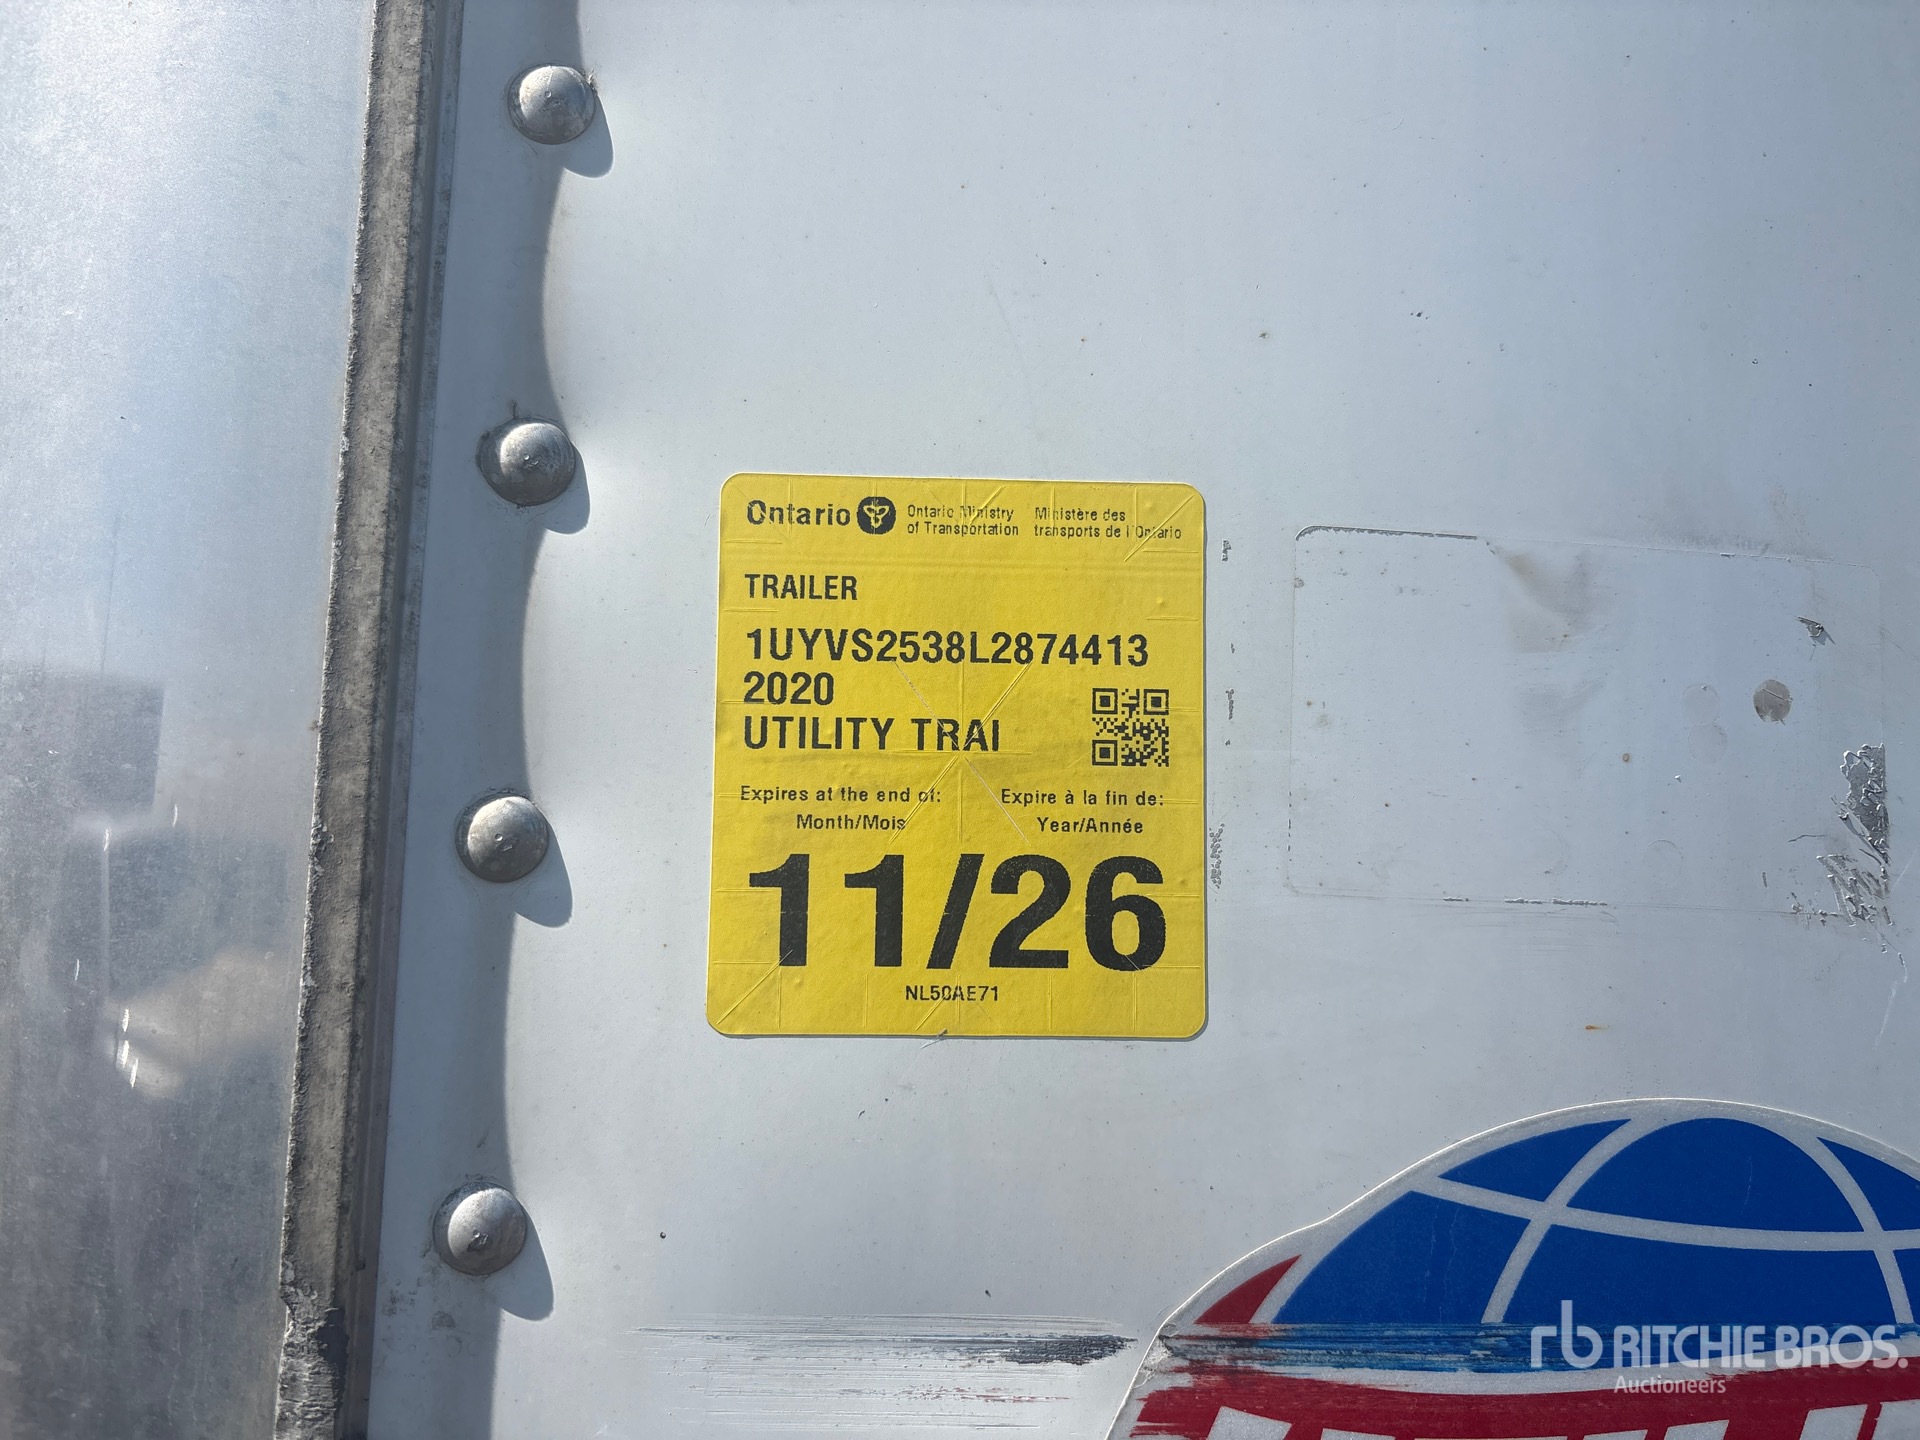 Ontario
Ontario Ministry
of Transportation
Ministère des
transports de l'Ontario
TRAILER
1UYVS2538L2874413
2020
UTILITY TRAI
Expires at the end of:
Month/Mois
Expire à la fin de:
Year/Année
11/26
NL50AE71
rb RITCHIE BROS.
Auctioneers